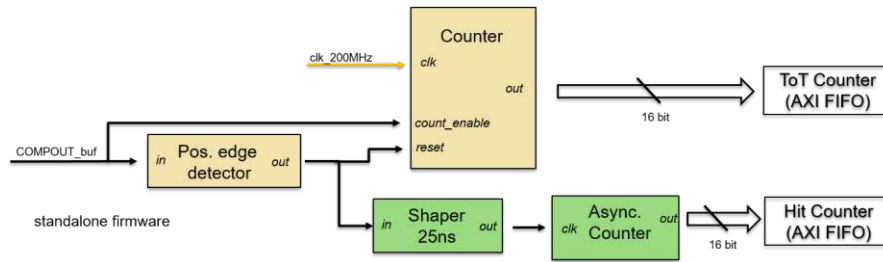 Counter
clk_200MHz
clk
out
ToT Counter
(AXI FIFO)
16 bit
count_enable
COMPOUT_buf
in
Pos. edge
detector
out
reset
standalone firmware
in
Shaper
25ns
out
clk
Async.
Counter
out
16 bit
Hit Counter
(AXI FIFO)